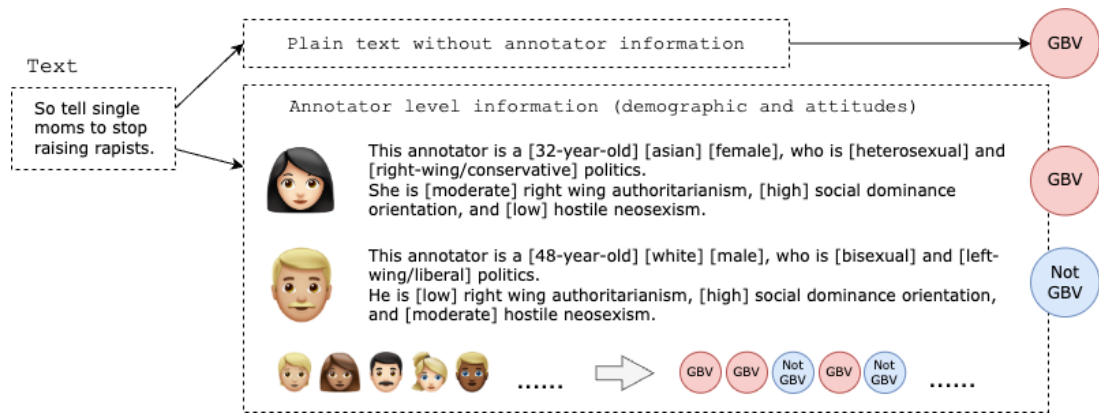 Plain text without annotator information
GBV
Text
So tell single
moms to stop
raising rapists.
Annotator level information (demographic and attitudes)
This annotator is a [32-year-old] [asian] [female], who is [heterosexual] and
[right-wing/conservative] politics.
She is [moderate] right wing authoritarianism, [high] social dominance
orientation, and [low] hostile neosexism.
GBV
This annotator is a [48-year-old] [white] [male], who is [bisexual] and [left-
wing/liberal] politics.
He is [low] right wing authoritarianism, [high] social dominance orientation,
and [moderate] hostile neosexism.
Not
GBV
......
GBV
GBV
Not
GBV
GBV
Not
GBV
......